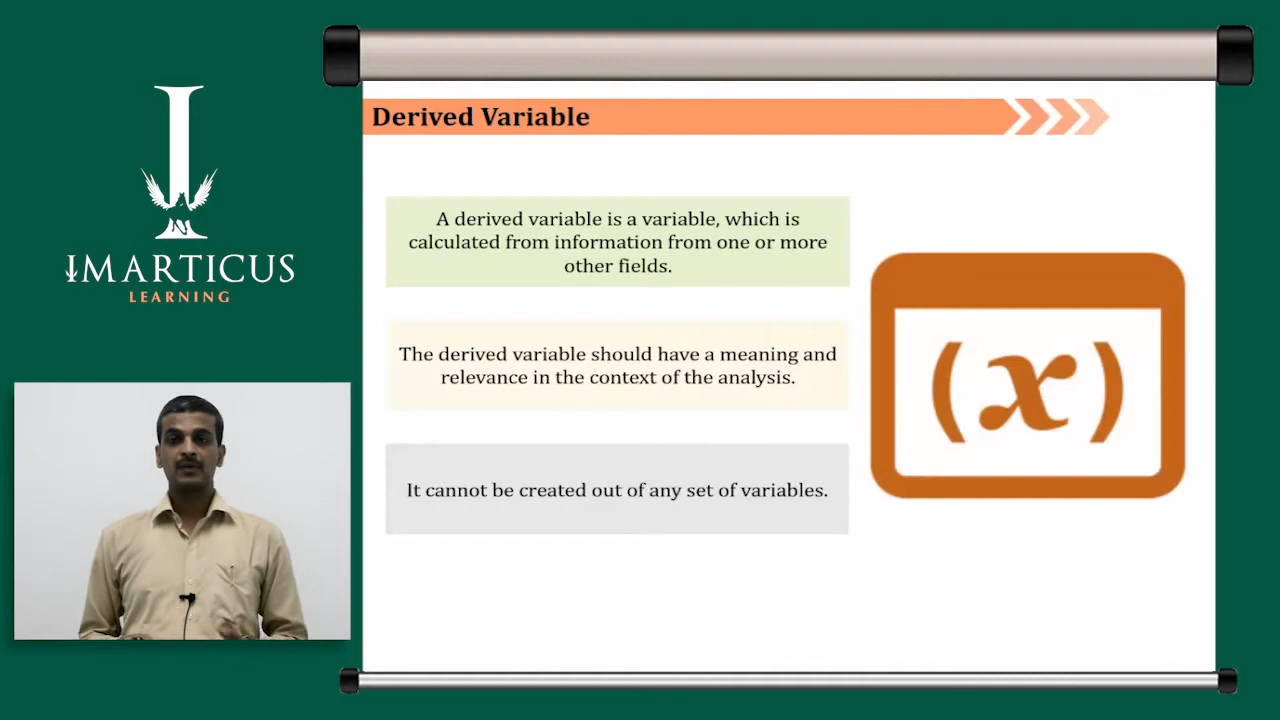 IMARTICUS
LEARNING
Derived Variable
A derived variable is a variable, which is
calculated from information from one or more
other fields.
The derived variable should have a meaning and
relevance in the context of the analysis.
It cannot be created out of any set of variables.
(x)